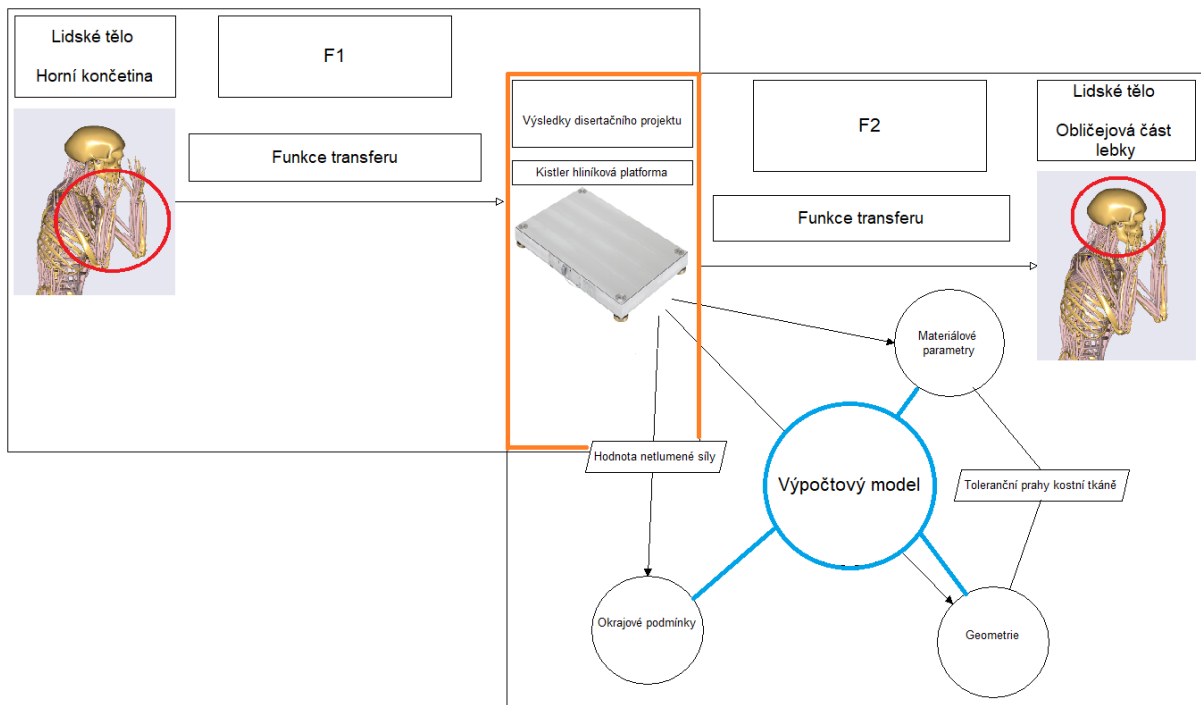 Lidské tělo
Horní končetina
F1
Funkce transferu
Výsledky disertačního projektu
Kistler hliníková platforma
F2
Funkce transferu
Lidské tělo
Obličejová část
lebky
Materiálové
parametry
Hodnota netlumené síly
Výpočtový model
Toleranční prahy kostní tkáně
Okrajové podmínky
Geometrie